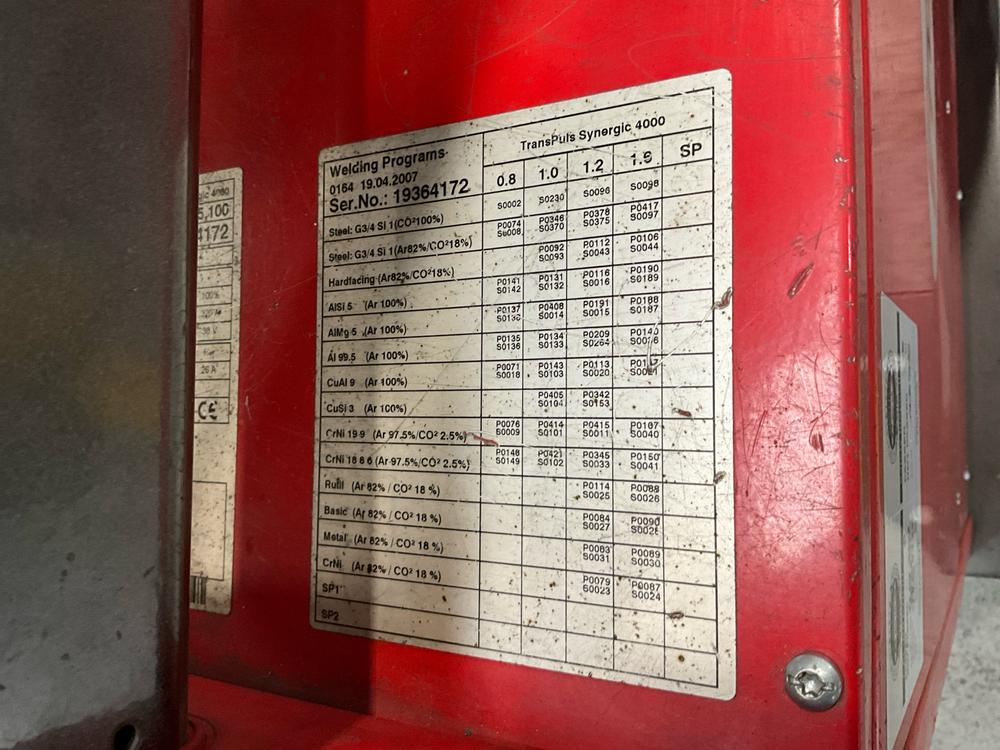 Welding Programs
0164 19.04.2007
Ser.No.: 19364172
TransPuls Synergic 4000
0.8 1.0 1.2 SP
Steel: G3/4 Si 1(CO²100%) S0002 S0230 S0096 S0098
Steel: G3/4 Si 1(Ar82%/CO²18%) P0074 P0346 P0378 P0417
S0008 S0370 S0375 S0097
Hardfacing (Ar82%/CO²18%) P0092 P0112 P0106
S0093 S0043 S0044
AlSi 5 (Ar 100%) P0141 P0131 P0116 P0190
S0142 S0132 S0016 S0189
AlMg 5 (Ar 100%) P0137 P0408 P0191 P0188
S0014 S0015 S0187
Al 99.5 (Ar 100%) P0135 P0134 P0209
S0136 S0133 S0264
CuAl 9 (Ar 100%) P0071 P0143 P0113
S0018 S0103 S0020
CuSi 3 (Ar 100%) P0405 P0342
S0104 S0153
CrNi 19 9 (Ar 97.5%/CO² 2.5%) P0076 P0414 P0415 P0107
S0009 S0101 S0011 S0040
CrNi 18 8 6 (Ar 97.5%/CO² 2.5%) P0148 P0421 P0345 P0150
S0149 S0102 S0033 S0041
Rutil (Ar 82% / CO² 18 %) P0114 P0088
S0025 S0026
Basic (Ar 82% / CO² 18 %) P0084 P0090
S0027 S0028
Metal (Ar 82% / CO² 18 %) P0083 P0089
S0031 S0030
CrNi (Ar 82% / CO² 18 %) P0079 P0087
S0023 S0024
SP1
SP2
4000
5,100
4172
100%
38 V
26 A
CE